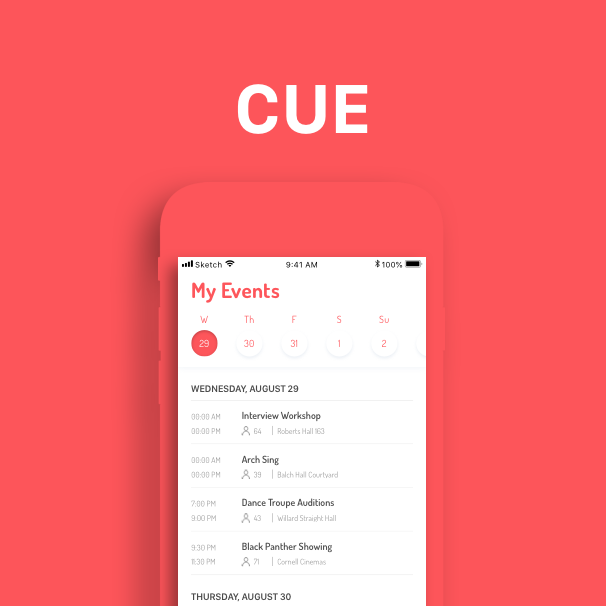 CUE
Sketch 9:41 AM 100%
My Events
W Th F S Su
29 30 31 1 2
WEDNESDAY, AUGUST 29
00:00 AM Interview Workshop
00:00 PM 64 | Roberts Hall 163
00:00 AM Arch Sing
00:00 PM 39 | Balch Hall Courtyard
7:00 PM Dance Troupe Auditions
9:00 PM 43 | Willard Straight Hall
9:30 PM Black Panther Showing
11:30 PM 71 | Cornell Cinemas
THURSDAY, AUGUST 30